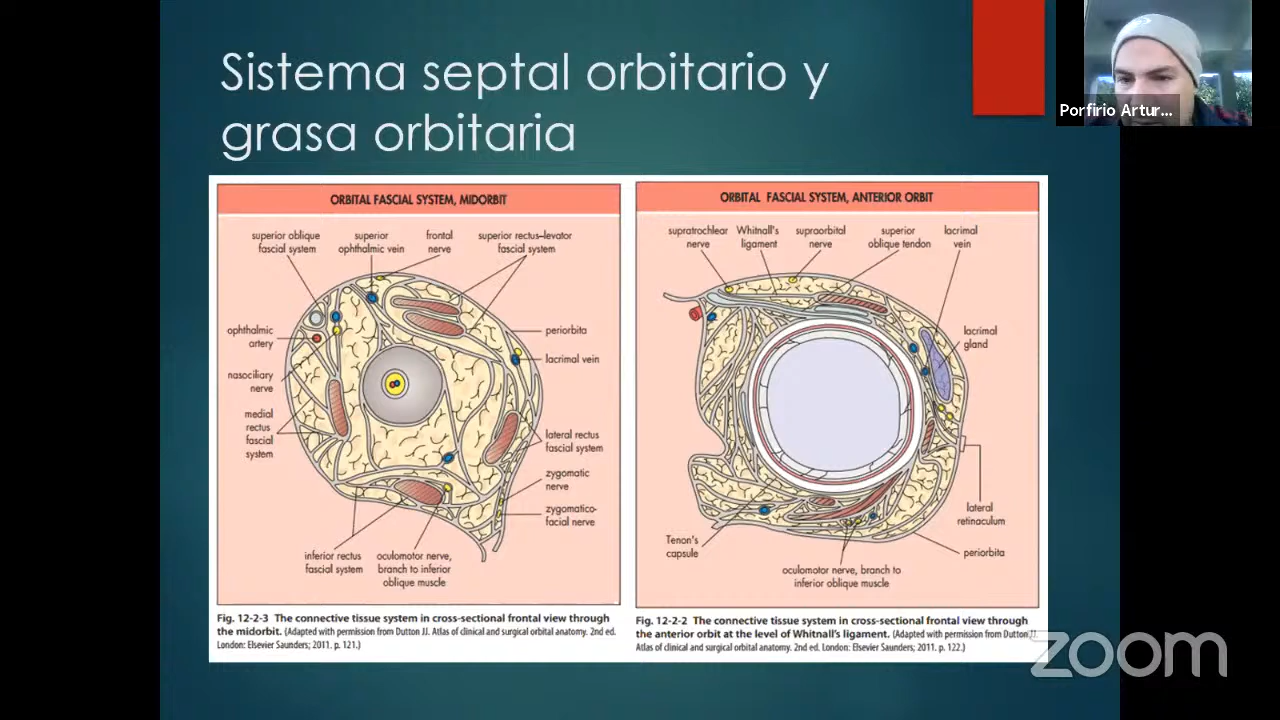 Sistema septal orbitario y
grasa orbitaria
Porfirio Artur...
ORBITAL FASCIAL SYSTEM, MIDORBIT
superior oblique
fascial system
superior
ophthalmic vein
frontal
nerve
superior rectus–levator
fascial system
ophthalmic
artery
nasociliary
nerve
medial
rectus
fascial
system
periorbita
lacrimal vein
lateral rectus
fascial system
zygomatic
nerve
zygomatico-
facial nerve
inferior rectus
fascial system
oculomotor nerve,
branch to inferior
oblique muscle
Fig. 12-2-3 The connective tissue system in cross-sectional frontal view through
the midorbit. (Adapted with permission from Dutton JJ. Atlas of clinical and surgical orbital anatomy. 2nd ed.
London: Elsevier Saunders; 2011. p. 121.)
ORBITAL FASCIAL SYSTEM, ANTERIOR ORBIT
supratrochlear
nerve
Whitnall's
ligament
supraorbital
nerve
superior
oblique tendon
lacrimal
vein
lacrimal
gland
lateral
retinaculum
periorbita
Tenon's
capsule
oculomotor nerve, branch to
inferior oblique muscle
Fig. 12-2-2 The connective tissue system in cross-sectional frontal view through
the anterior orbit at the level of Whitnall's ligament. (Adapted with permission from Dutton JJ.
Atlas of clinical and surgical orbital anatomy. 2nd ed. London: Elsevier Saunders; 2011. p. 122.)
zoom